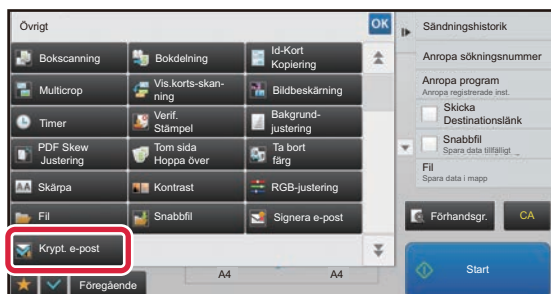 Övrigt
OK
Bokscanning
Bokdelning
Id-Kort
Kopiering
Multicrop
Vis.korts-skan-
ning
Bildbeskärning
Timer
Verif.
Stämpel
Bakgrund-
justering
PDF Skew
Justering
Tom sida
Hoppa över
Ta bort
färg
AA Skärpa
Kontrast
RGB-justering
Fil
Snabbfil
Signera e-post
Krypt. e-post
Föregående
A4
A4
Sändningshistorik
Anropa sökningsnummer
Anropa program
Anropa registrerade inst.
Skicka
Destinationslänk
Snabbfil
Spara data tillfälligt
Fil
Spara data i mapp
Förhandsgr.
CA
Start